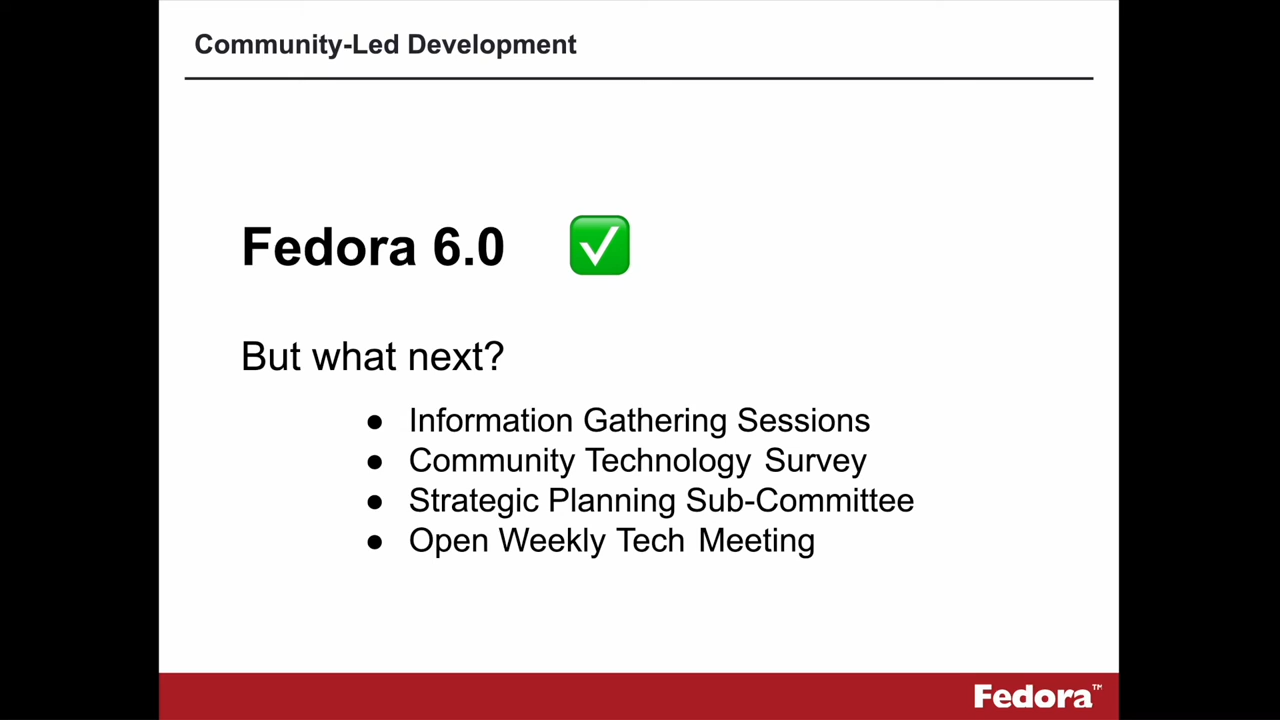 Community-Led Development
Fedora 6.0 ✅
But what next?
● Information Gathering Sessions
● Community Technology Survey
● Strategic Planning Sub-Committee
● Open Weekly Tech Meeting
Fedora™